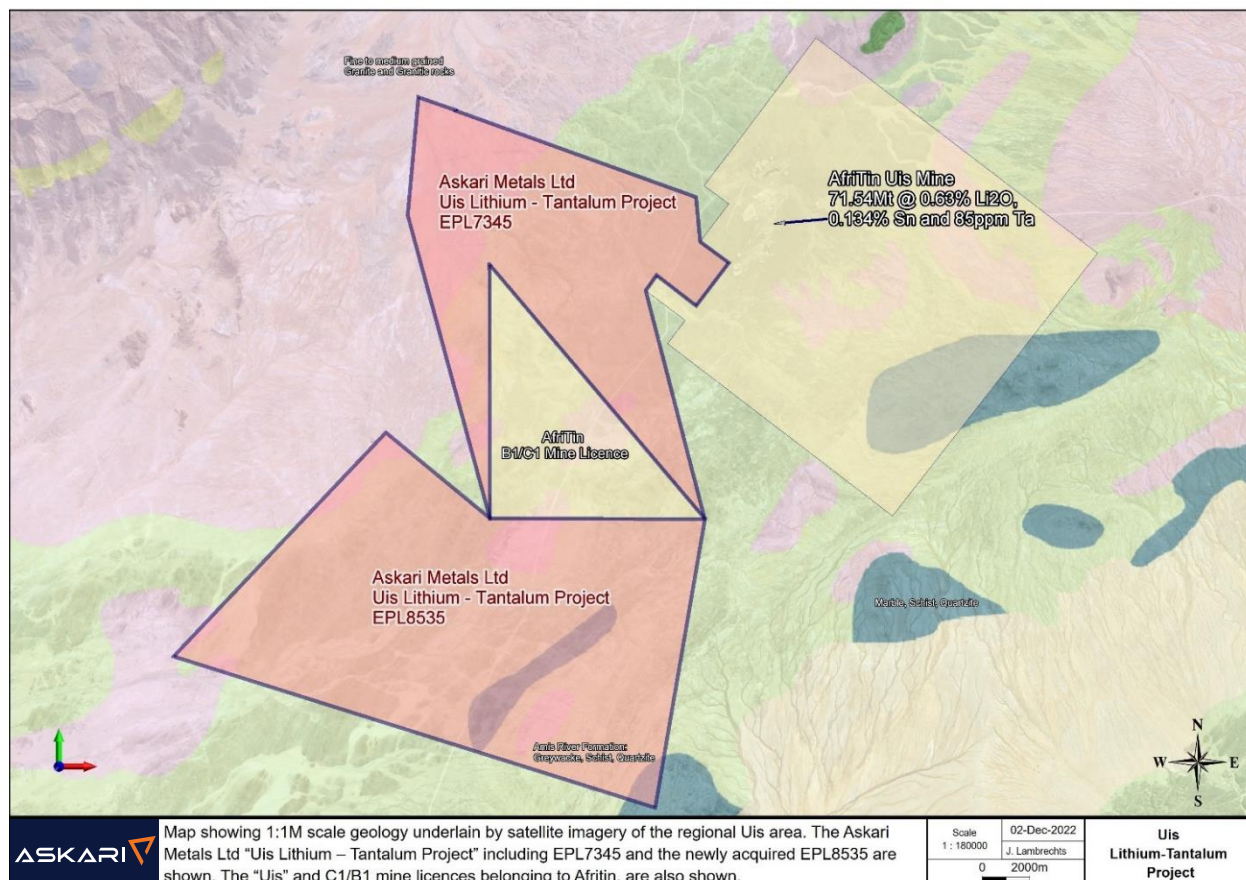 Fine to medium grained
Granite and Granitic rocks
Askari Metals Ltd
Uis Lithium - Tantalum Project
EPL7345
AfriTin Uis Mine
71.54Mt @ 0.63% Li2O,
0.134% Sn and 85ppm Ta
AfriTin
B1/C1 Mine Licence
Askari Metals Ltd
Uis Lithium - Tantalum Project
EPL8535
Marble, Schist, Quartzite
Amis River Formation:
Greywacke, Schist, Quartzite
N
W E
S
ASKARI
Map showing 1:1M scale geology underlain by satellite imagery of the regional Uis area. The Askari
Metals Ltd “Uis Lithium – Tantalum Project” including EPL7345 and the newly acquired EPL8535 are
shown. The “Uis” and C1/B1 mine licences belonging to Afritin, are also shown.
Scale
1 : 180000
02-Dec-2022
J. Lambrechts
0 2000m
Uis
Lithium-Tantalum
Project